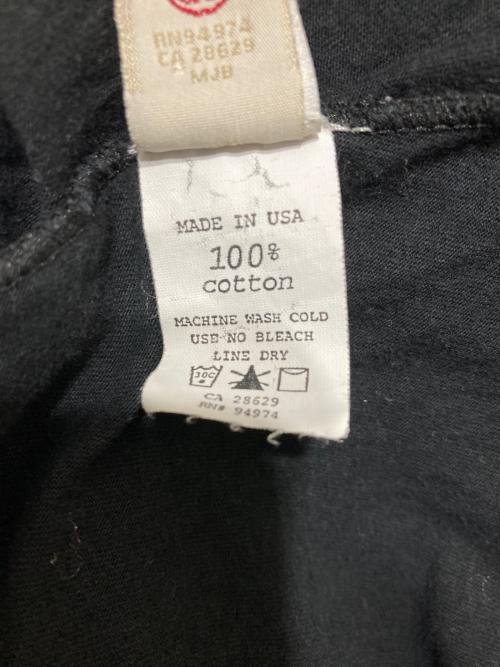 RN94974
CA 28629
MJB
MADE IN USA
100%
cotton
MACHINE WASH COLD
USE NO BLEACH
LINE DRY
30C
CA 28629
RN# 94974